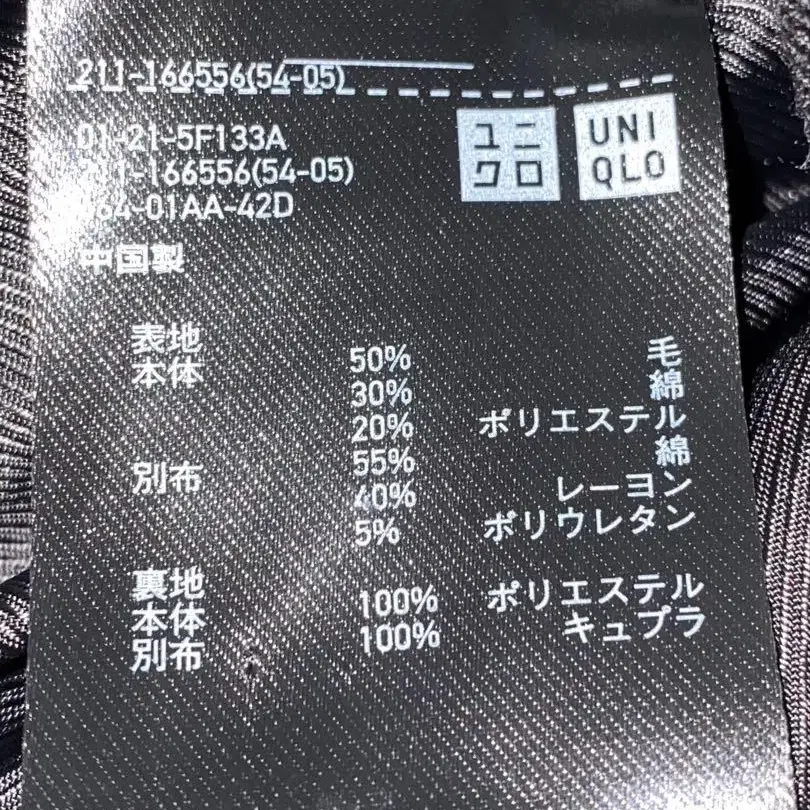 211-166556(54-05)
01-21-5F133A
211-166556(54-05)
64-01AA-42D
中国製
ユニ
クロ
UNI
QLO
表地
本体 50% 毛
30% 綿
20% ポリエステル
別布 55% 綿
40% レーヨン
5% ポリウレタン
裏地
本体 100% ポリエステル
別布 100% キュプラ